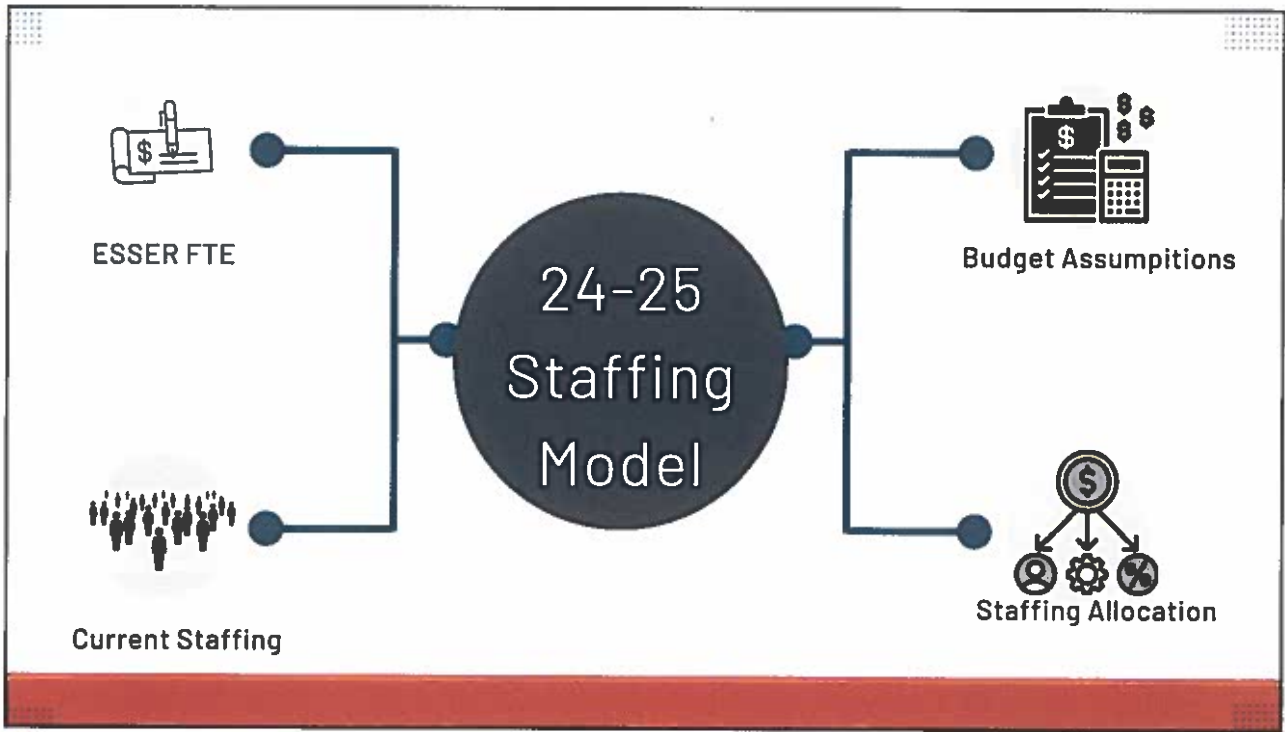 ESSER FTE
Current Staffing
24-25
Staffing
Model
Budget Assumpitions
Staffing Allocation